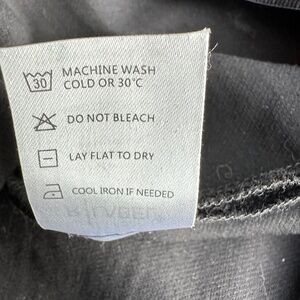 30
MACHINE WASH
COLD OR 30°C
DO NOT BLEACH
LAY FLAT TO DRY
COOL IRON IF NEEDED